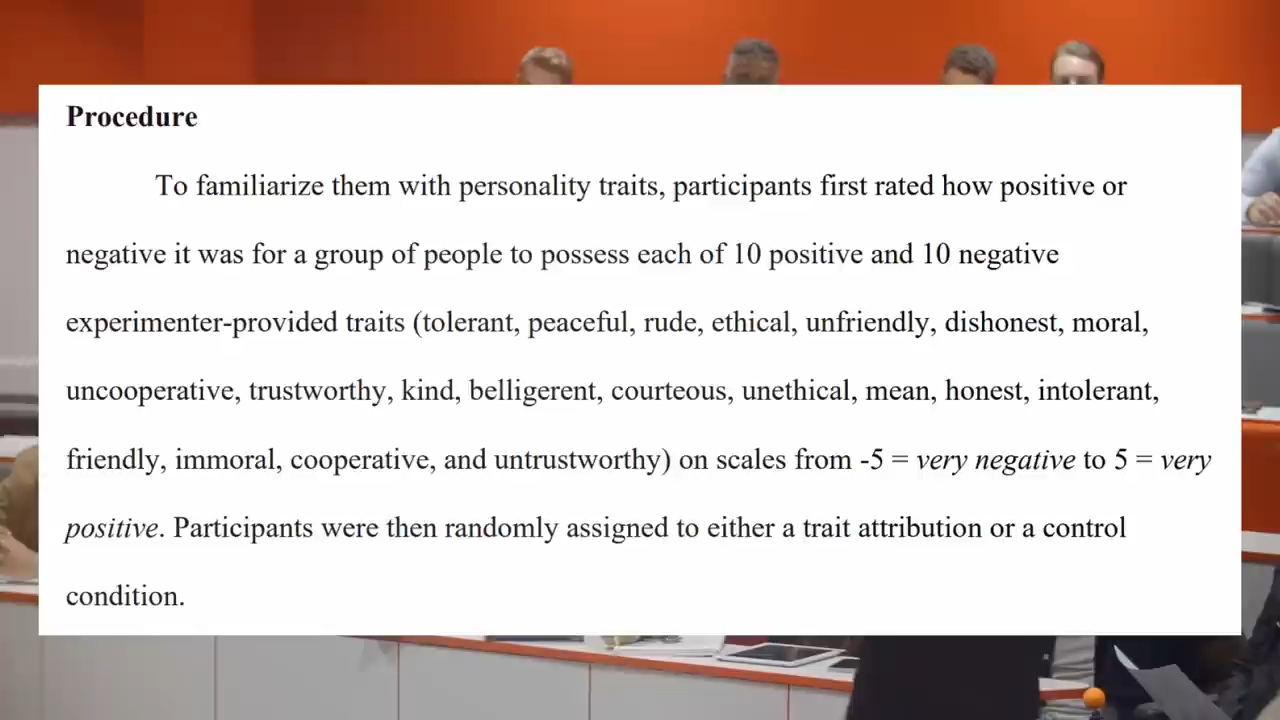 Procedure
To familiarize them with personality traits, participants first rated how positive or
negative it was for a group of people to possess each of 10 positive and 10 negative
experimenter-provided traits (tolerant, peaceful, rude, ethical, unfriendly, dishonest, moral,
uncooperative, trustworthy, kind, belligerent, courteous, unethical, mean, honest, intolerant,
friendly, immoral, cooperative, and untrustworthy) on scales from -5 = very negative to 5 = very
positive. Participants were then randomly assigned to either a trait attribution or a control
condition.